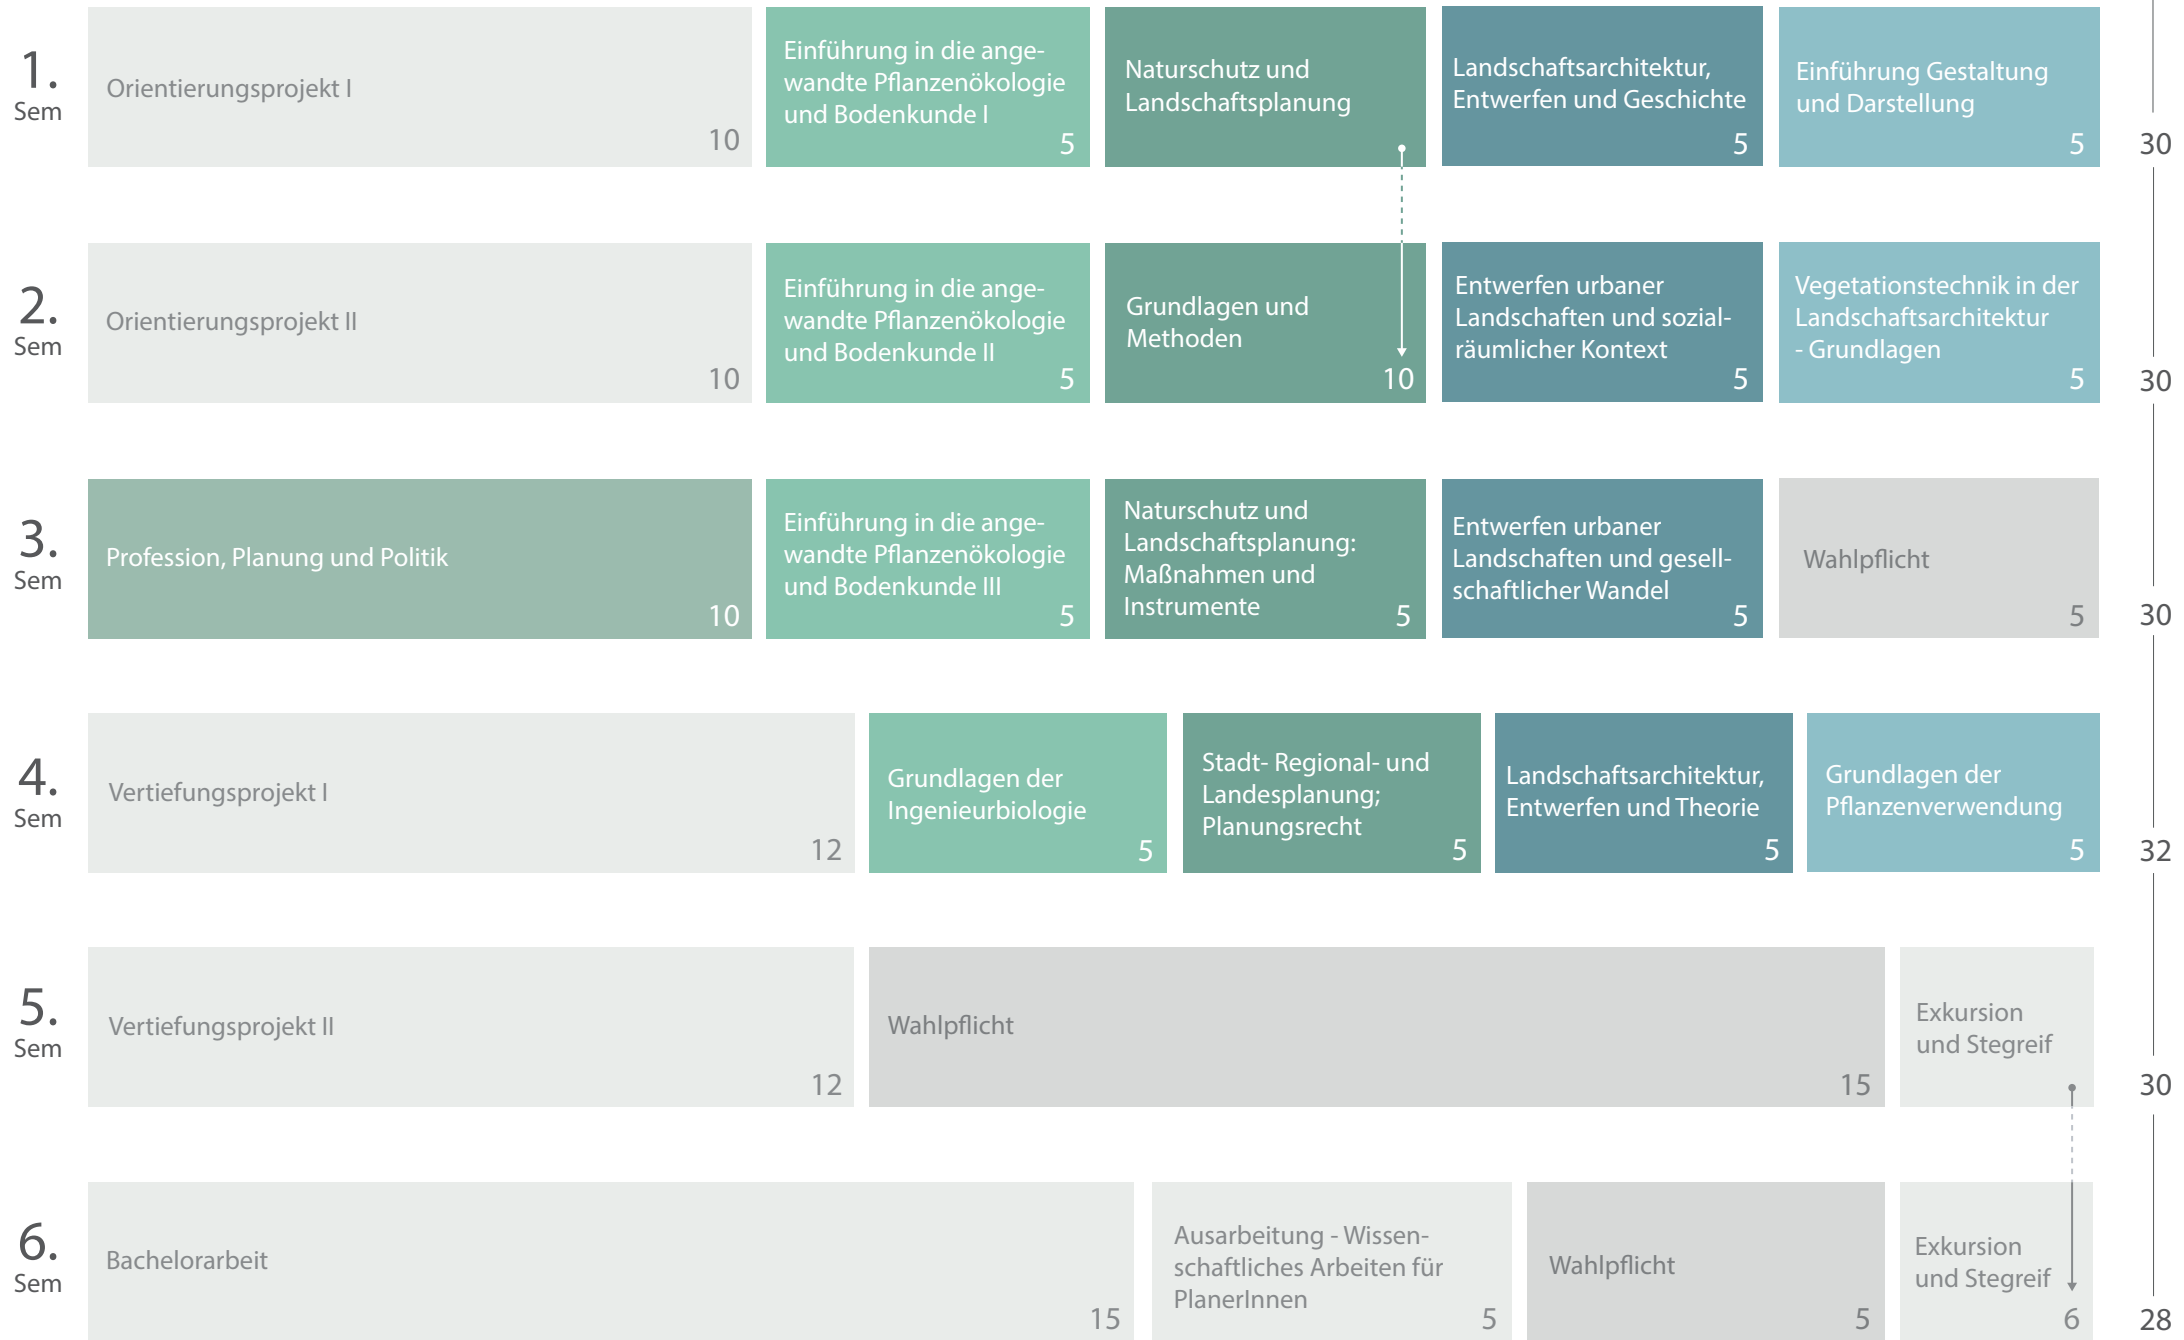 1.
Sem
Orientierungsprojekt I
10
Einführung in die ange-
wandte Pflanzenökologie
und Bodenkunde I
5
Naturschutz und
Landschaftsplanung
Landschaftsarchitektur,
Entwerfen und Geschichte
5
Einführung Gestaltung
und Darstellung
5
30
2.
Sem
Orientierungsprojekt II
10
Einführung in die ange-
wandte Pflanzenökologie
und Bodenkunde II
5
Grundlagen und
Methoden
10
Entwerfen urbaner
Landschaften und sozial-
räumlicher Kontext
5
Vegetationstechnik in der
Landschaftsarchitektur
- Grundlagen
5
30
3.
Sem
Profession, Planung und Politik
10
Einführung in die ange-
wandte Pflanzenökologie
und Bodenkunde III
5
Naturschutz und
Landschaftsplanung:
Maßnahmen und
Instrumente
5
Entwerfen urbaner
Landschaften und gesell-
schaftlicher Wandel
5
Wahlpflicht
5
30
4.
Sem
Vertiefungsprojekt I
12
Grundlagen der
Ingenieurbiologie
5
Stadt- Regional- und
Landesplanung;
Planungsrecht
5
Landschaftsarchitektur,
Entwerfen und Theorie
5
Grundlagen der
Pflanzenverwendung
5
32
5.
Sem
Vertiefungsprojekt II
12
Wahlpflicht
15
Exkursion
und Stegreif
30
6.
Sem
Bachelorarbeit
15
Ausarbeitung - Wissen-
schaftliches Arbeiten für
PlanerInnen
5
Wahlpflicht
5
Exkursion
und Stegreif
6
28